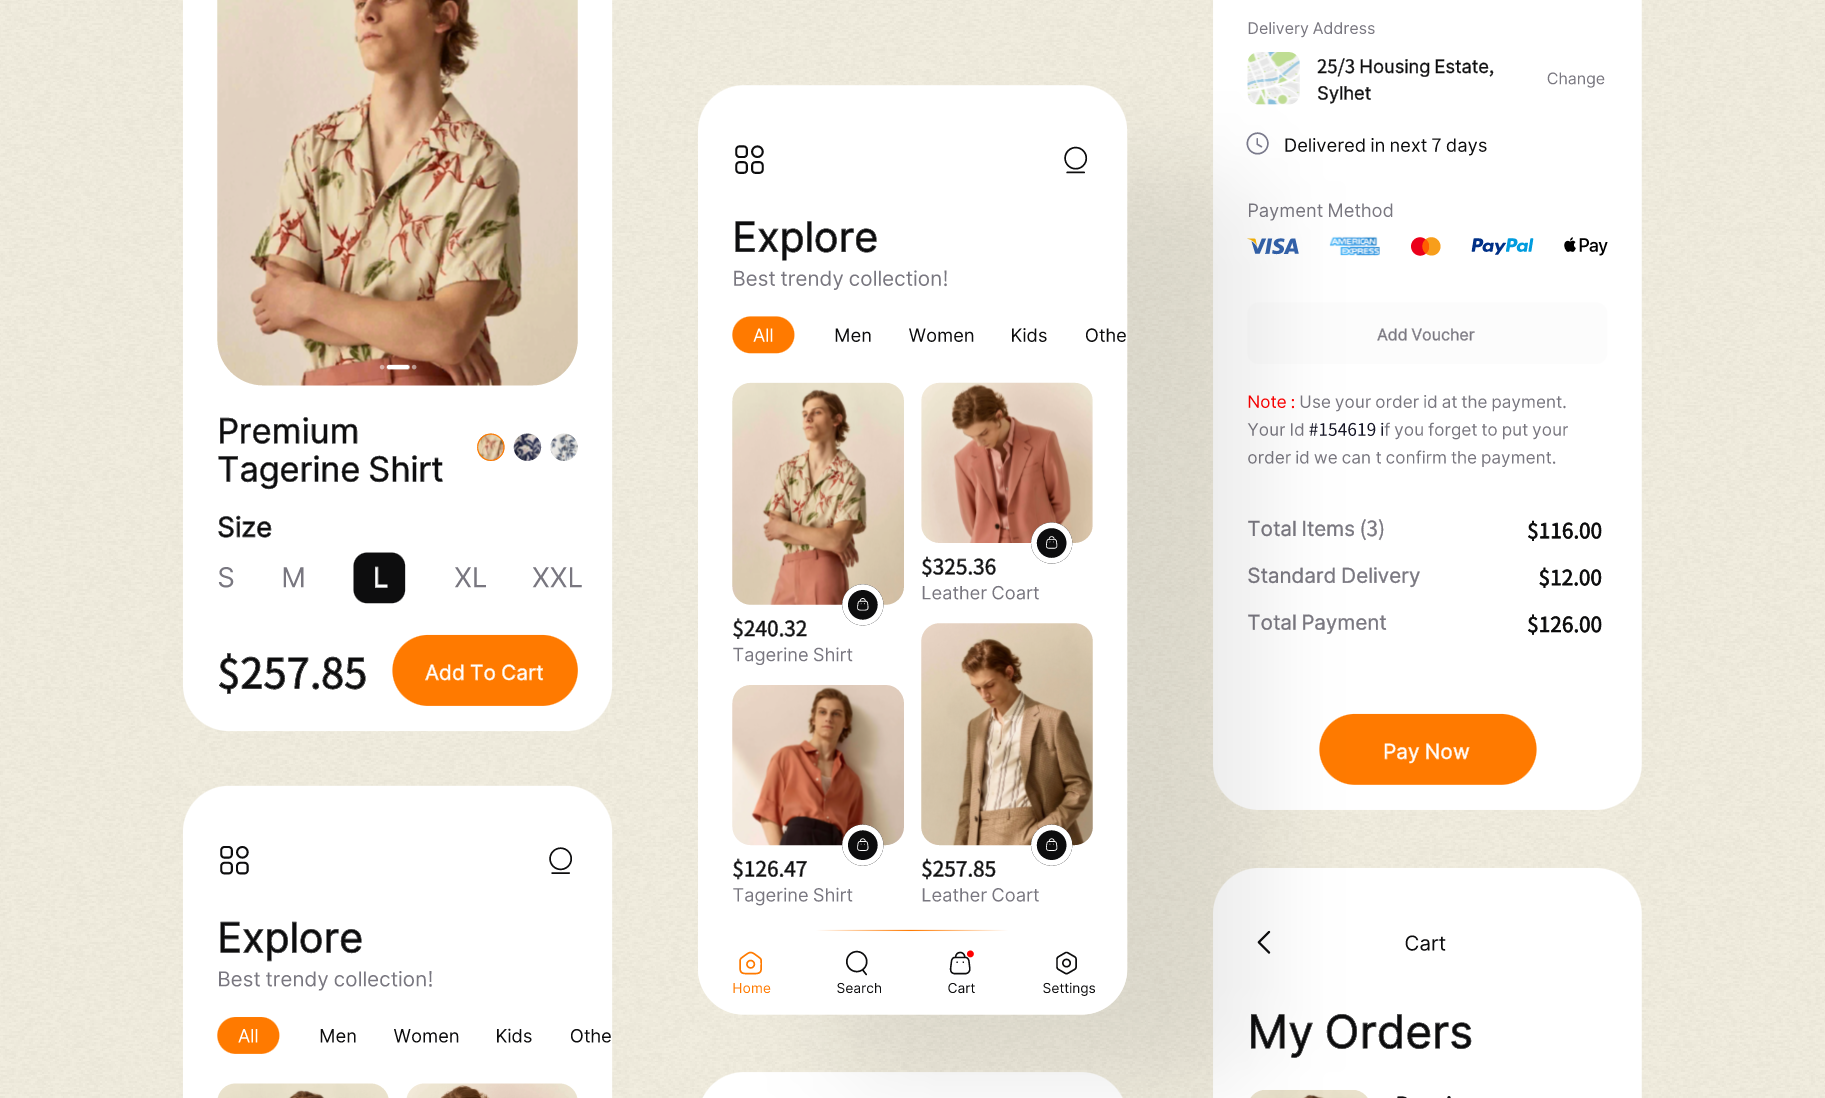 Premium
Tagerine Shirt
Size
S M L XL XXL
$257.85 Add To Cart
Explore
Best trendy collection!
All Men Women Kids Othe
Explore
Best trendy collection!
All Men Women Kids Othe
$240.32
Tagerine Shirt
$325.36
Leather Coart
$126.47
Tagerine Shirt
$257.85
Leather Coart
Home Search Cart Settings
Delivery Address
25/3 Housing Estate,
Sylhet
Change
Delivered in next 7 days
Payment Method
VISA AMERICAN EXPRESS PayPal Pay
Add Voucher
Note : Use your order id at the payment.
Your Id #154619 if you forget to put your
order id we can t confirm the payment.
Total Items (3) $116.00
Standard Delivery $12.00
Total Payment $126.00
Pay Now
Cart
My Orders